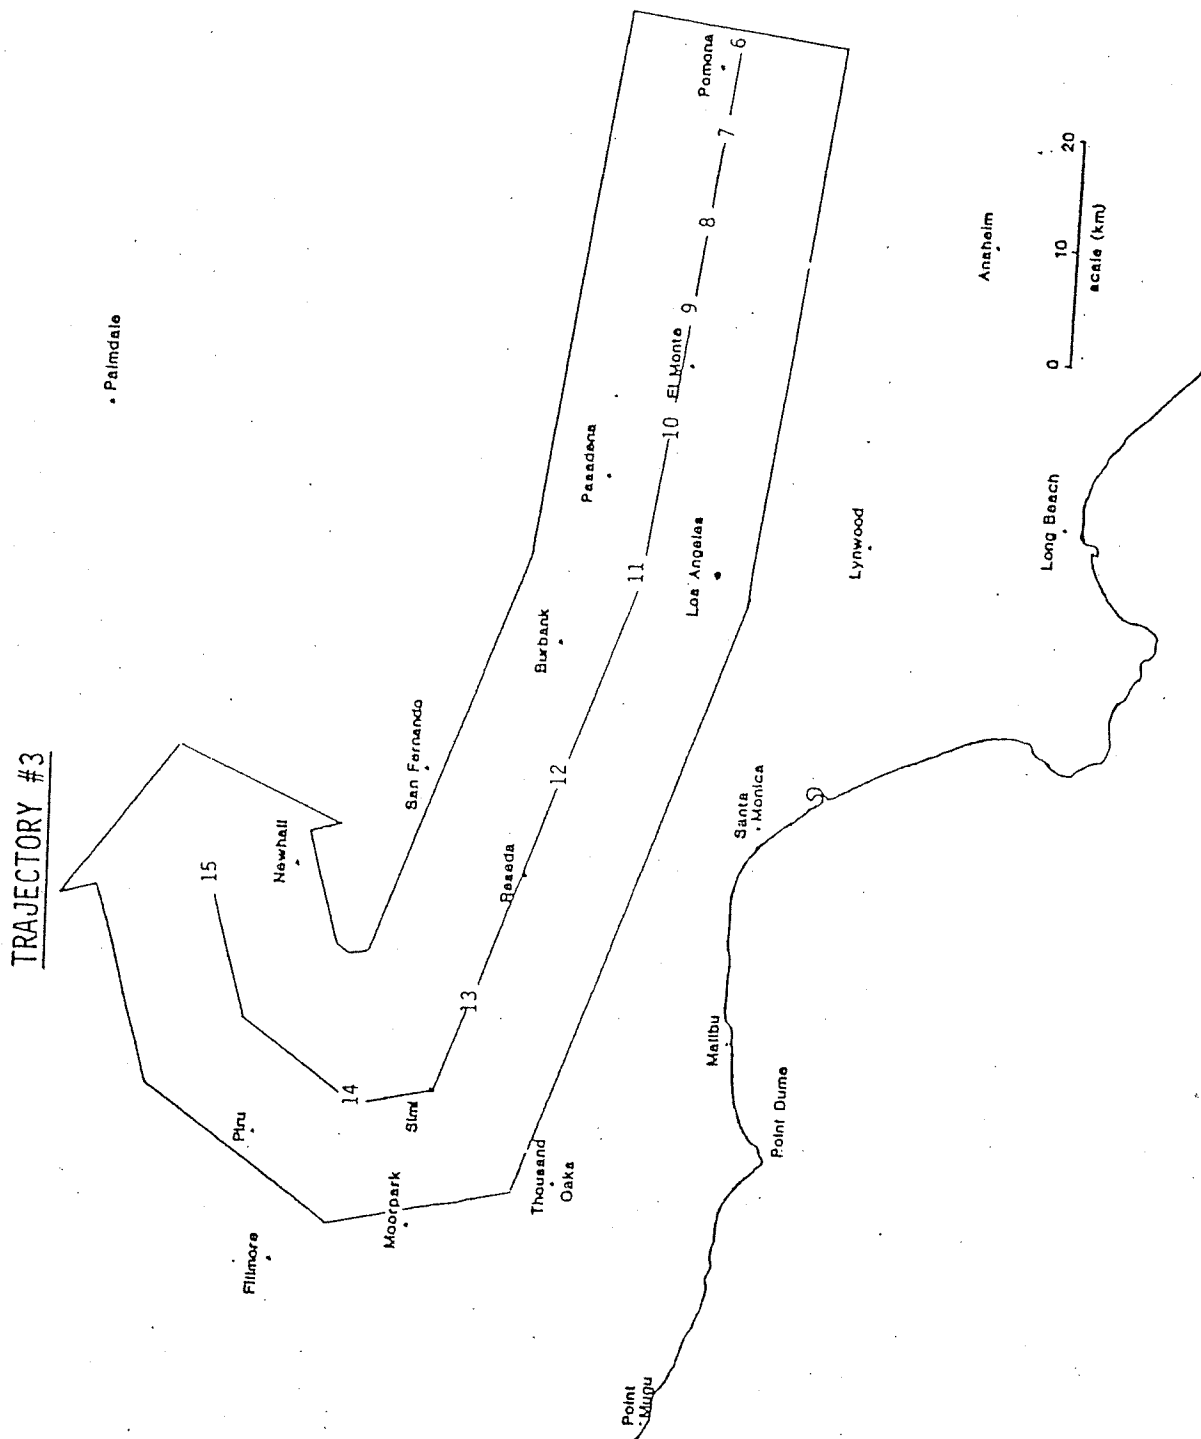 TRAJECTORY #3
Palmdale
Fillmore
Piru
15
Newhall
San Fernando
Moorpark
14
Simi
13
Thousand
Oaks
Reseda
12
Burbank
Pasadena
11
10
El Monte
9
8
7
6
Pomona
Los Angeles
Point
Mugu
Malibu
Point Dume
Santa
Monica
Lynwood
Long Beach
Anaheim
0 10 20
scale (km)